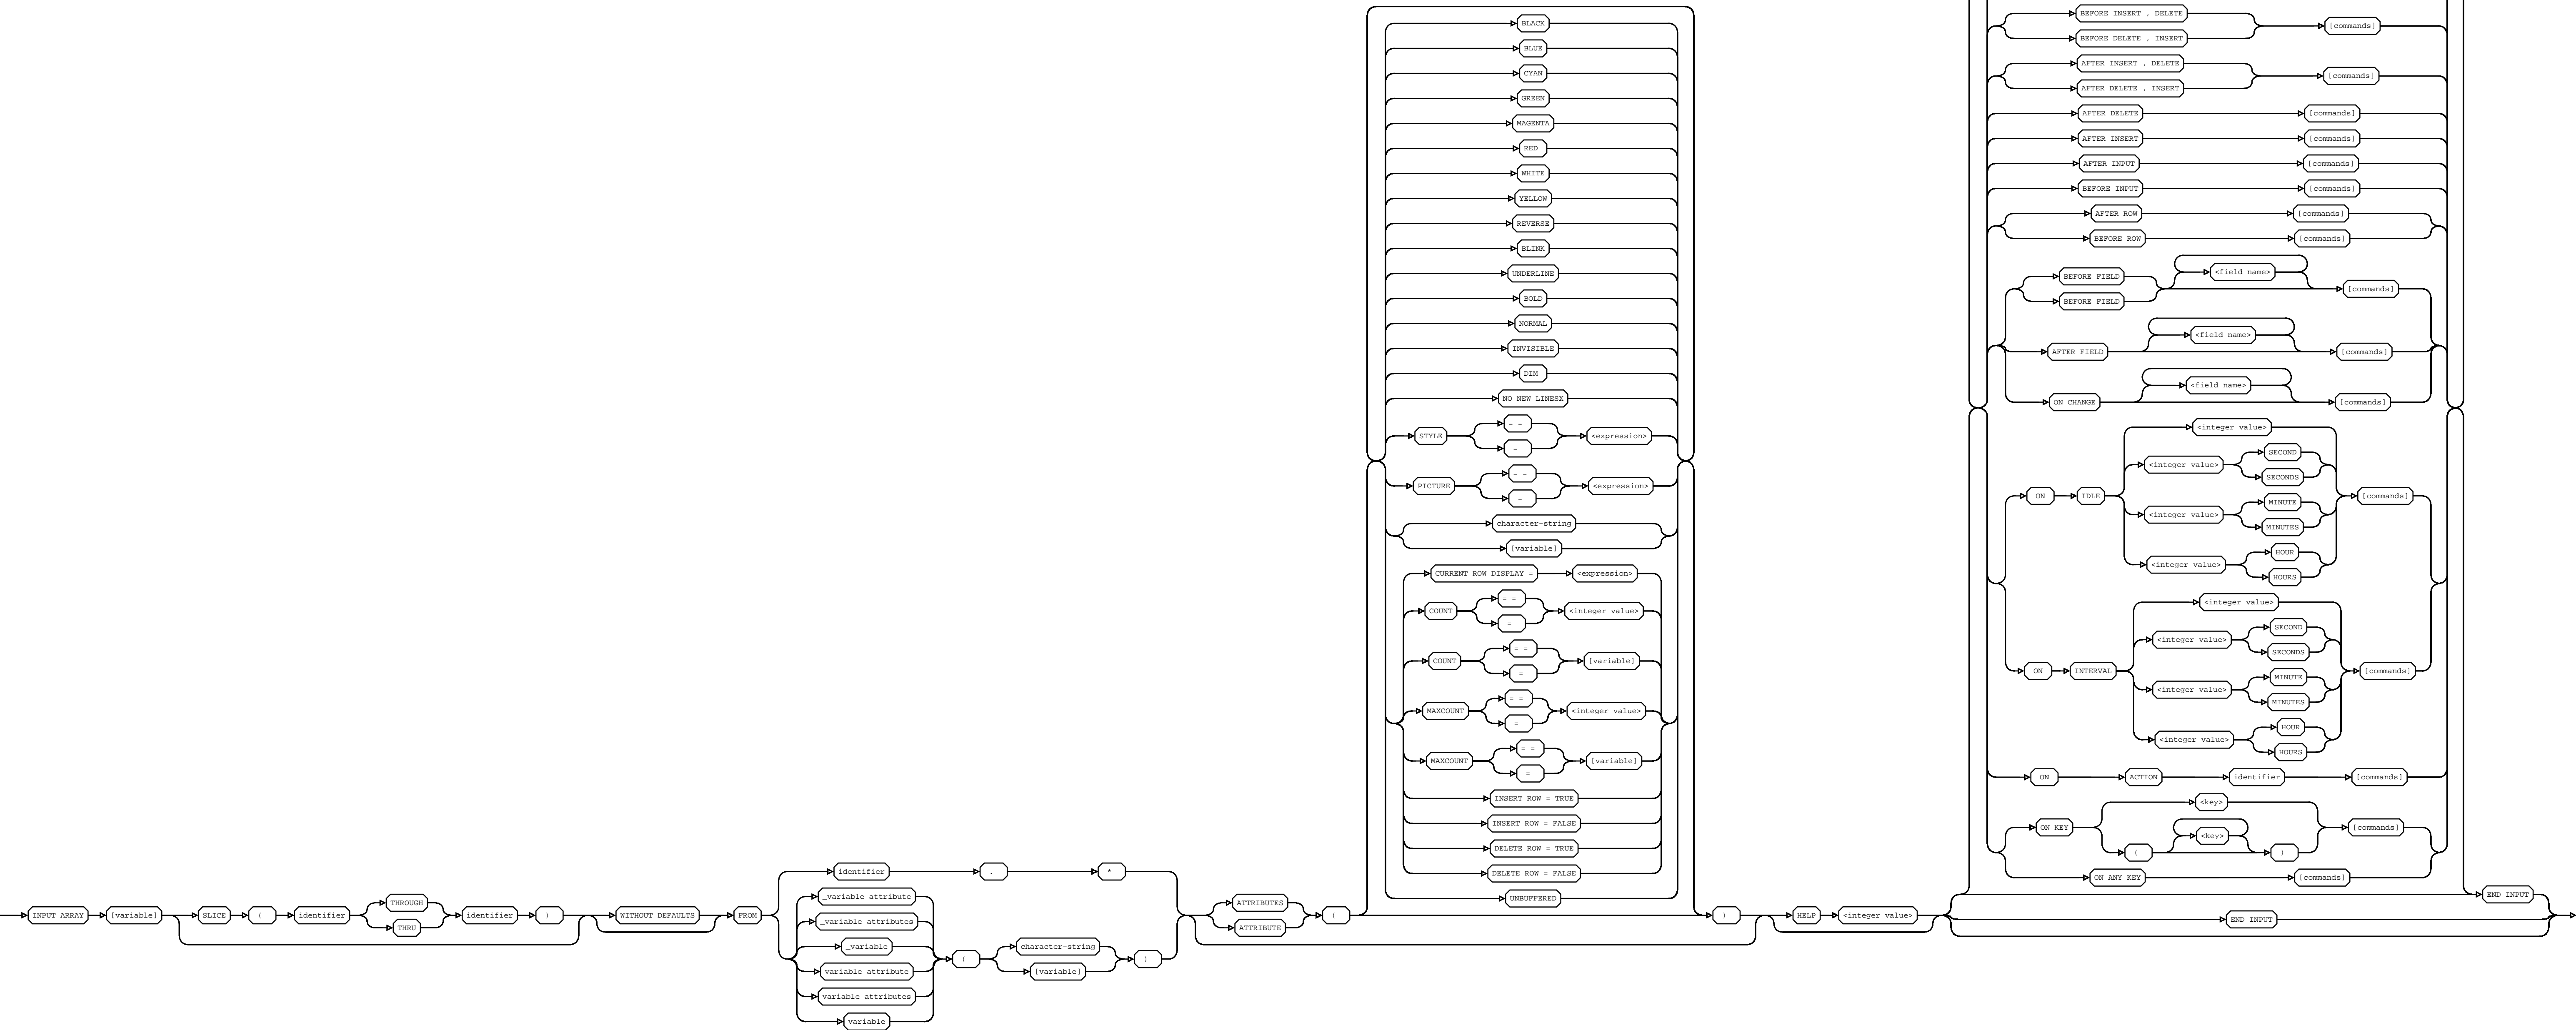 INPUT ARRAY
[variable]
SLICE
(
identifier
THROUGH
THRU
identifier
)
WITHOUT DEFAULTS
FROM
identifier
.
*
_variable attribute
_variable attributes
_variable
variable attribute
variable attributes
variable
(
character-string
[variable]
)
ATTRIBUTES
ATTRIBUTE
(
BLACK
BLUE
CYAN
GREEN
MAGENTA
RED
WHITE
YELLOW
REVERSE
BLINK
UNDERLINE
BOLD
NORMAL
INVISIBLE
DIM
NO NEW LINESX
STYLE
= =
=
<expression>
PICTURE
= =
=
<expression>
character-string
[variable]
CURRENT ROW DISPLAY =
<expression>
COUNT
= =
=
<integer value>
COUNT
= =
=
[variable]
MAXCOUNT
= =
=
<integer value>
MAXCOUNT
= =
=
[variable]
INSERT ROW = TRUE
INSERT ROW = FALSE
DELETE ROW = TRUE
DELETE ROW = FALSE
UNBUFFERED
)
HELP
<integer value>
BEFORE INSERT , DELETE
BEFORE DELETE , INSERT
[commands]
AFTER INSERT , DELETE
AFTER DELETE , INSERT
[commands]
AFTER DELETE
[commands]
AFTER INSERT
[commands]
AFTER INPUT
[commands]
BEFORE INPUT
[commands]
AFTER ROW
[commands]
BEFORE ROW
[commands]
BEFORE FIELD
BEFORE FIELD
<field name>
[commands]
AFTER FIELD
<field name>
[commands]
ON CHANGE
<field name>
[commands]
ON
IDLE
<integer value>
<integer value>
SECOND
SECONDS
<integer value>
MINUTE
MINUTES
<integer value>
HOUR
HOURS
[commands]
ON
INTERVAL
<integer value>
<integer value>
SECOND
SECONDS
<integer value>
MINUTE
MINUTES
<integer value>
HOUR
HOURS
[commands]
ON
ACTION
identifier
[commands]
ON KEY
<key>
(
<key>
)
[commands]
ON ANY KEY
[commands]
END INPUT
END INPUT